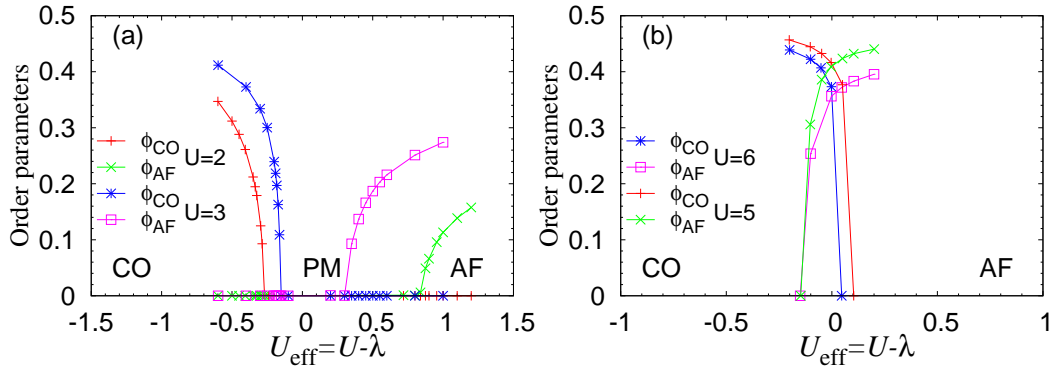 (a)
Order parameters
0.5
0.4
0.3
0.2
0.1
0
ϕCO
ϕAF U=2
ϕCO
ϕAF U=3
CO PM AF
-1.5 -1 -0.5 0 0.5 1 1.5
Ueff=U-λ
(b)
Order parameters
0.5
0.4
0.3
0.2
0.1
0
ϕCO U=6
ϕAF
ϕCO
ϕAF U=5
CO AF
-1 -0.5 0 0.5 1
Ueff=U-λ